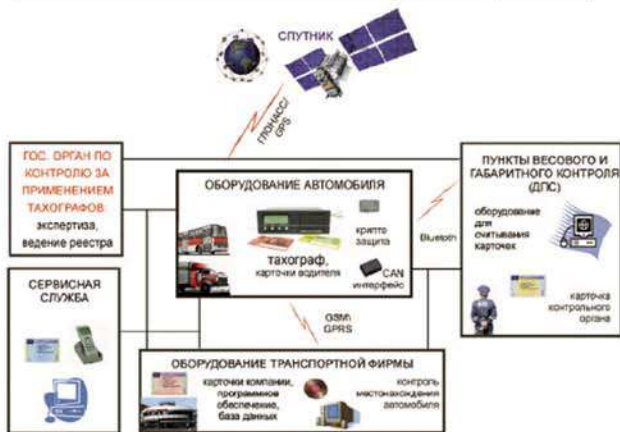 СПУТНИК
ГЛОНАСС/
GPS
ГОС. ОРГАН ПО
КОНТРОЛЮ ЗА
ПРИМЕНЕНИЕМ
ТАХОГРАФОВ:
экспертиза,
ведение реестра
ОБОРУДОВАНИЕ АВТОМОБИЛЯ
крипто
защита
тахограф,
карточки водителя
CAN
интерфейс
Bluetoth
ПУНКТЫ ВЕСОВОГО И
ГАБАРИТНОГО КОНТРОЛЯ
(ДПС)
оборудование
для
считывания
карточек
карточка
контрольного
органа
СЕРВИСНАЯ
СЛУЖБА
GSM\
GPRS
ОБОРУДОВАНИЕ ТРАНСПОРТНОЙ ФИРМЫ
карточки компании,
программное
обеспечение,
база данных
контроль
местонахождения
автомобиля